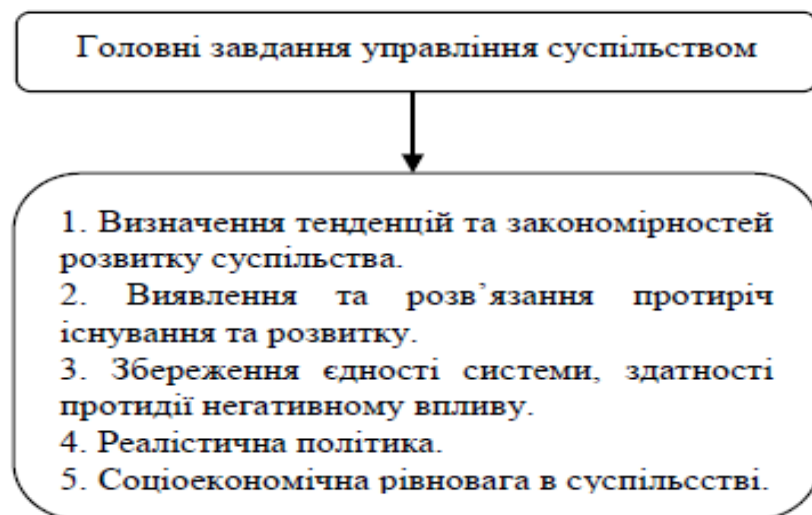 Головні завдання управління суспільством
1. Визначення тенденцій та закономірностей
розвитку суспільства.
2. Виявлення та розв’язання протиріч
існування та розвитку.
3. Збереження єдності системи, здатності
протидії негативному впливу.
4. Реалістична політика.
5. Соціоекономічна рівновага в суспільсстві.